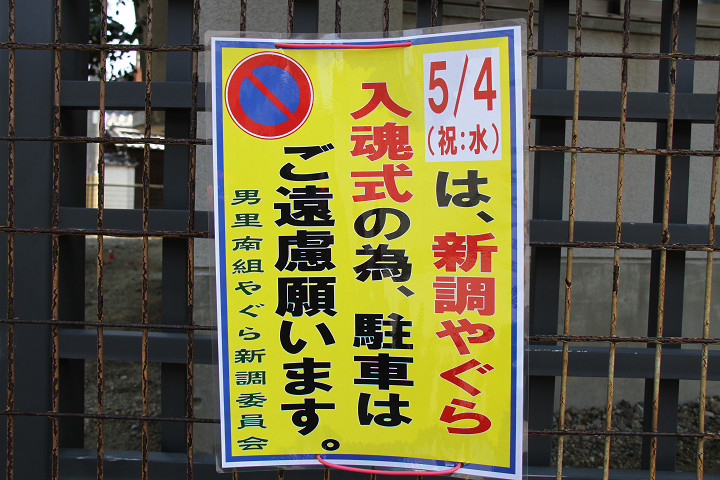 5/4
(祝:水)
は、新調やぐら
入魂式の為、駐車は
ご遠慮願います。
男里南組やぐら新調委員会